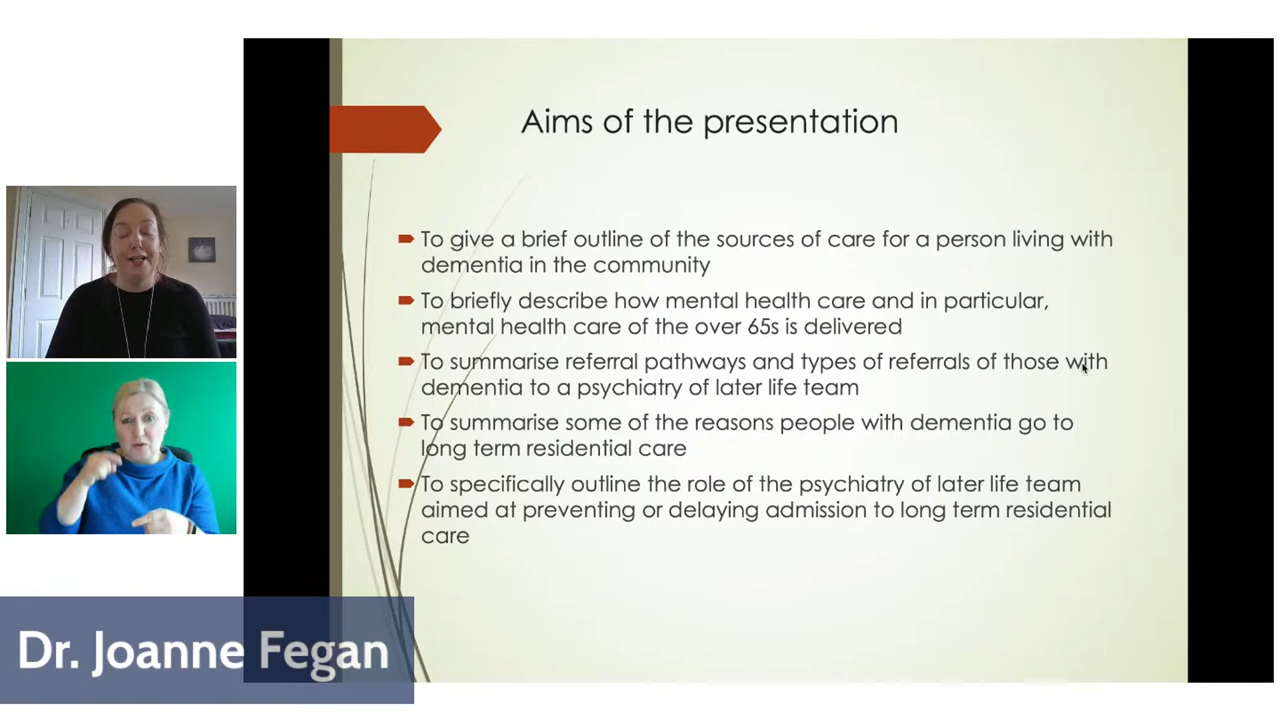 Aims of the presentation
To give a brief outline of the sources of care for a person living with
dementia in the community
To briefly describe how mental health care and in particular,
mental health care of the over 65s is delivered
To summarise referral pathways and types of referrals of those with
dementia to a psychiatry of later life team
To summarise some of the reasons people with dementia go to
long term residential care
To specifically outline the role of the psychiatry of later life team
aimed at preventing or delaying admission to long term residential
care
Dr. Joanne Fegan